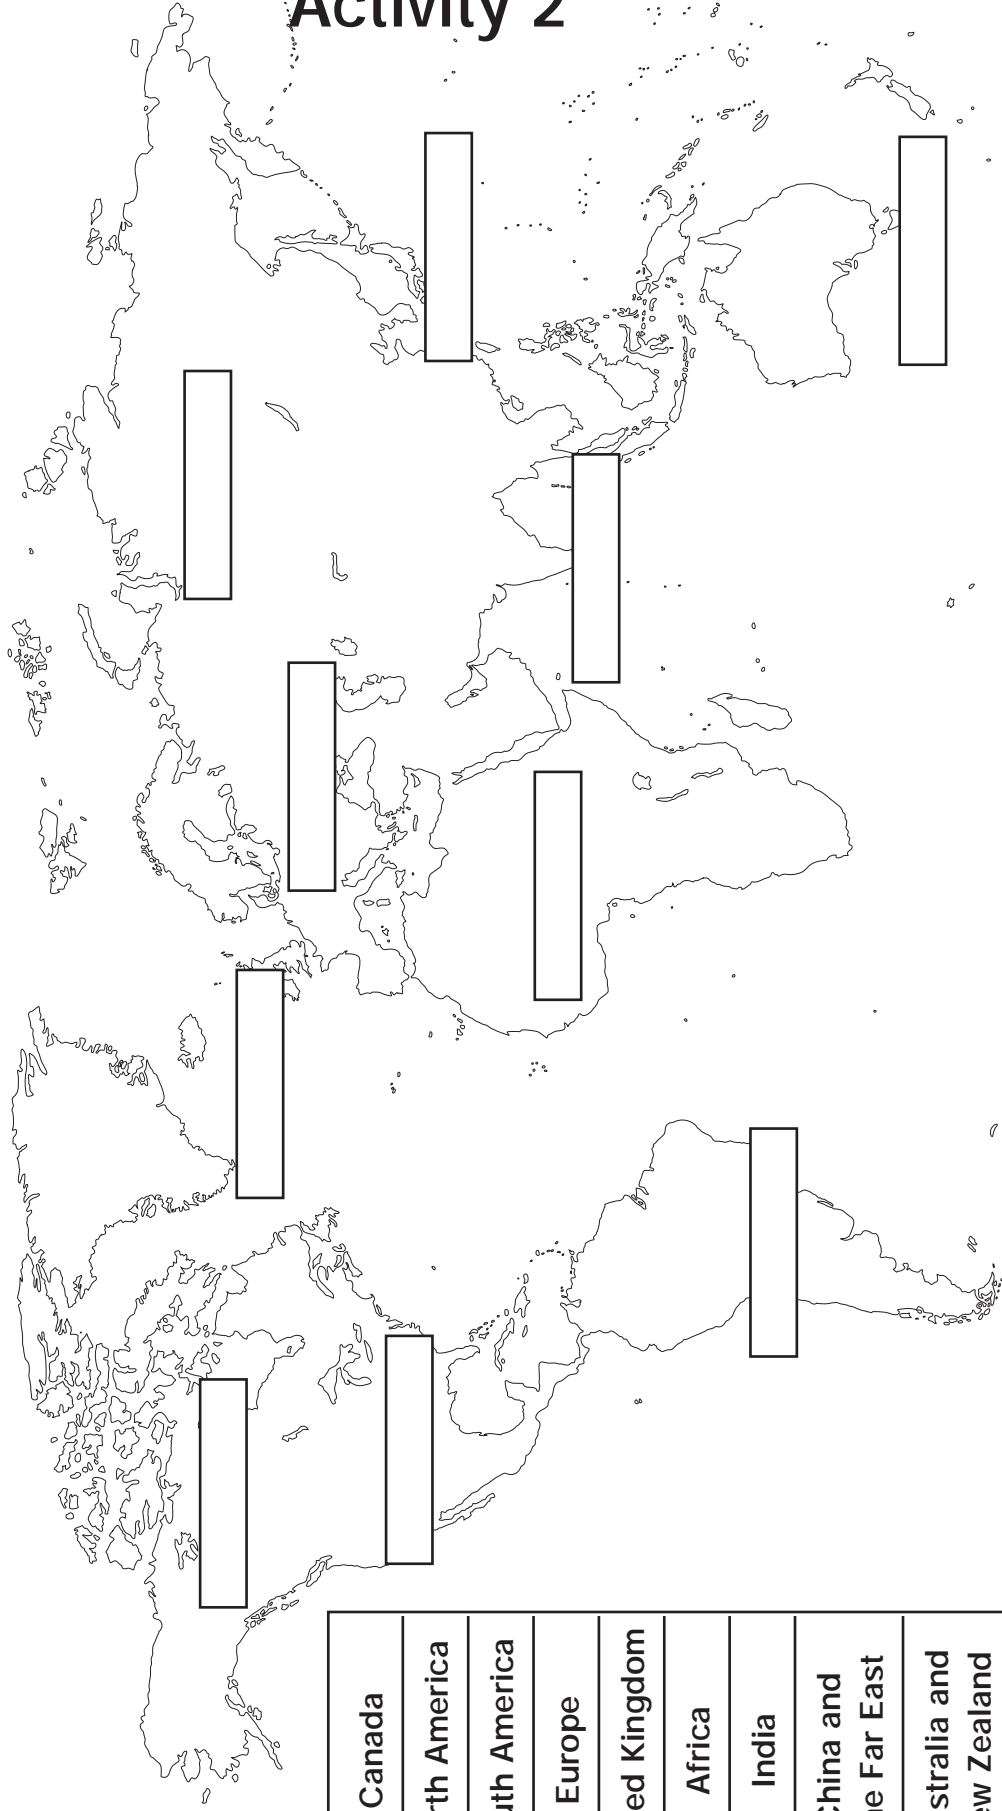 Activity 2
Canada
rth America
uth America
Europe
ed Kingdom
Africa
India
China and
e Far East
stralia and
w Zealand